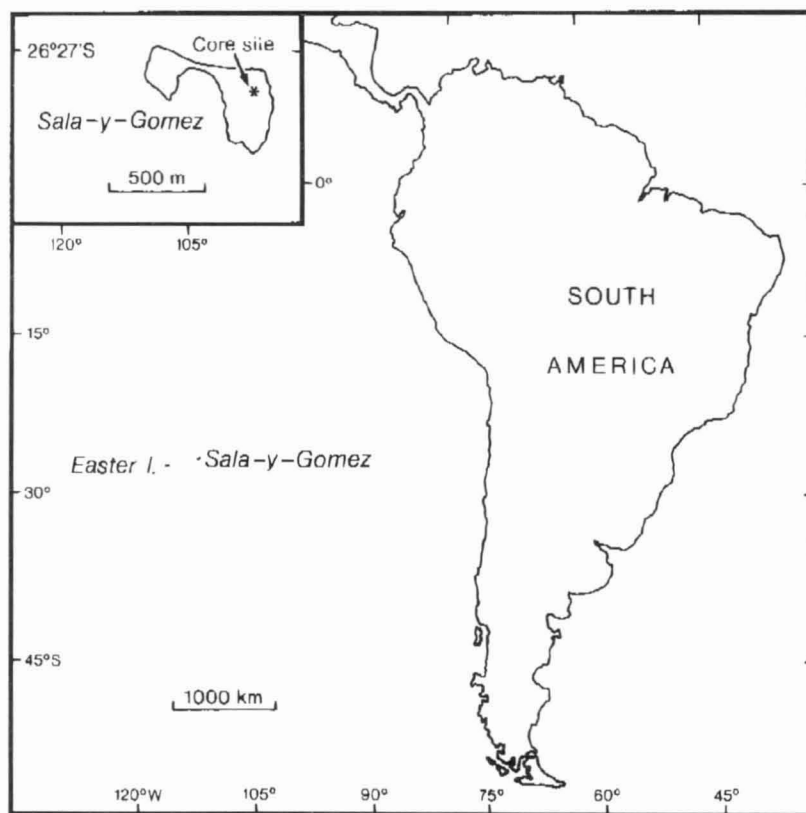 26°27'S
Core site
Sala-y-Gomez
500 m
0°
120°
105°
SOUTH
15°
AMERICA
Easter I.
Sala-y-Gomez
30°
45°S
1000 km
120°W
105°
90°
75°
60°
45°